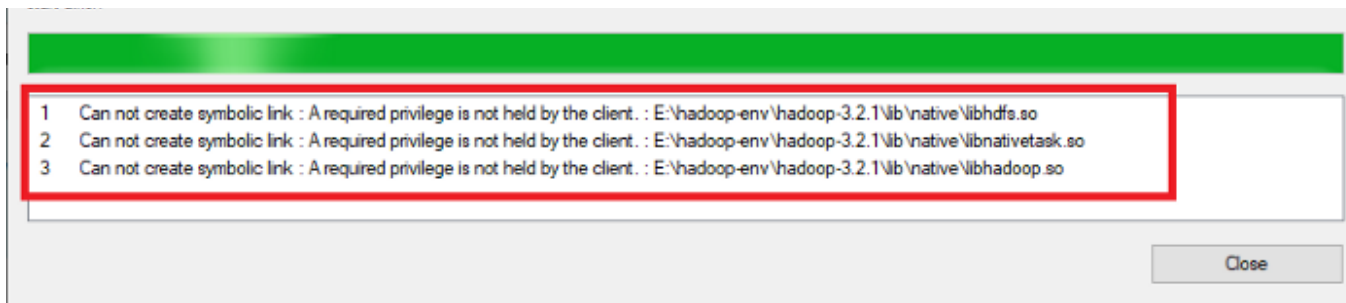 1 Can not create symbolic link : A required privilege is not held by the client. : E:\hadoop-env\hadoop-3.2.1\lib\native\libhdfs.so
2 Can not create symbolic link : A required privilege is not held by the client. : E:\hadoop-env\hadoop-3.2.1\lib\native\libnativetask.so
3 Can not create symbolic link : A required privilege is not held by the client. : E:\hadoop-env\hadoop-3.2.1\lib\native\libhadoop.so
Close